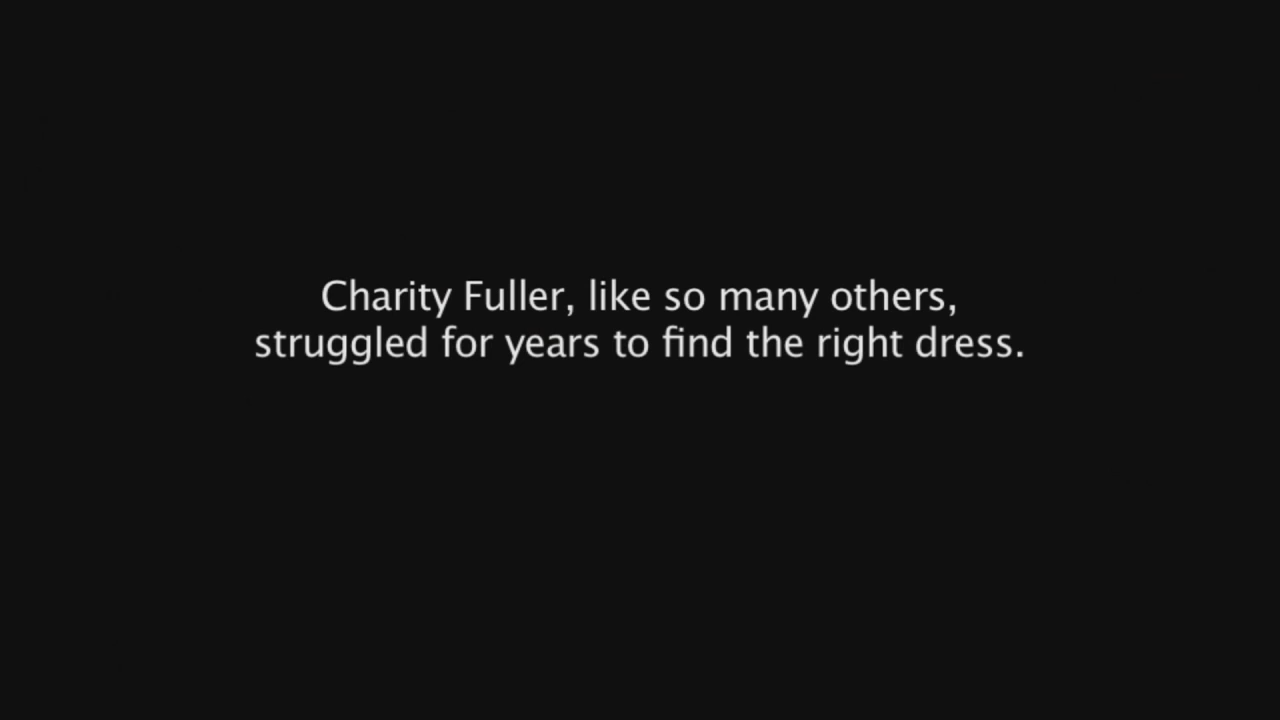 Charity Fuller, like so many others,
struggled for years to find the right dress.